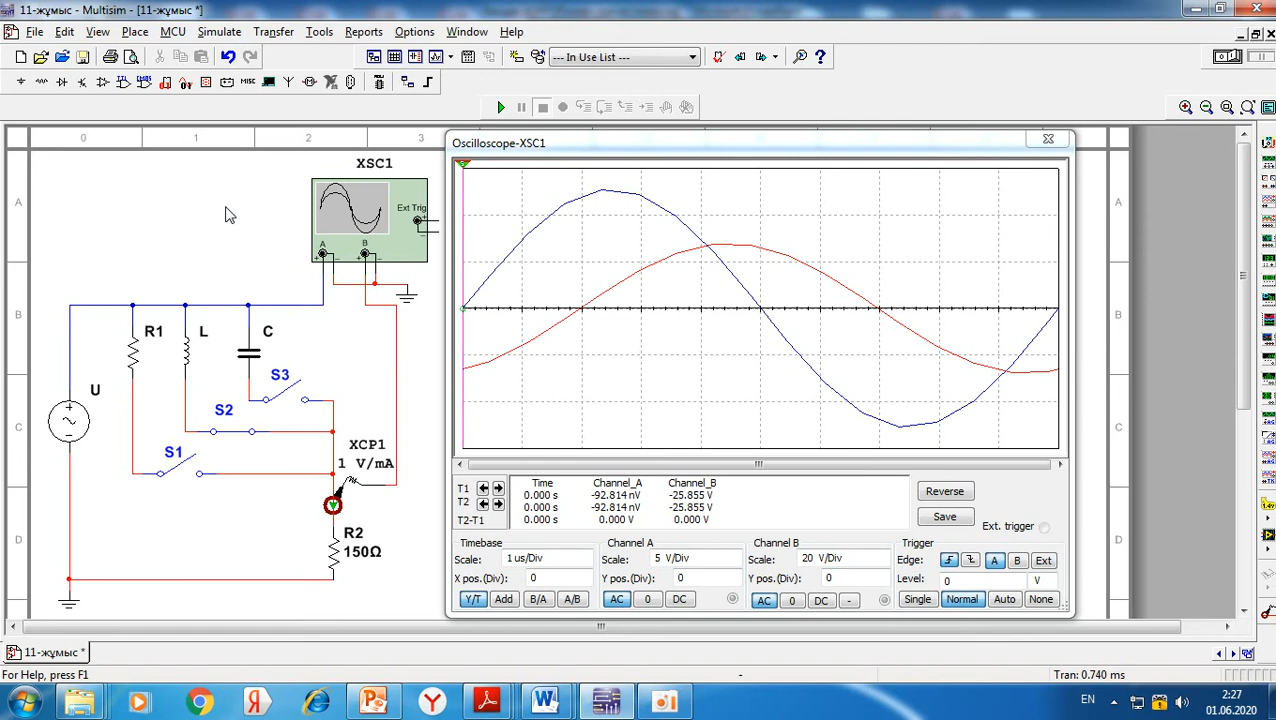 11-жұмыс * - Multisim - [11-жұмыс *]
File Edit View Place MCU Simulate Transfer Tools Reports Options Window Help
--- In Use List ---
0 1 2 3
Oscilloscope-XSC1
XSC1
Ext Trig
A B
A A
B B
C C
D D
R1 L C
S3
U
S2
XCP1
S1
1 V/mA
R2
150Ω
T1
T2
T2-T1
Time Channel_A Channel_B
0.000 s -92.814 nV -25.855 V
0.000 s -92.814 nV -25.855 V
0.000 s 0.000 V 0.000 V
Reverse
Save
Ext. trigger
Timebase
Scale: 1 us/Div
X pos.(Div): 0
Y/T Add B/A A/B
Channel A
Scale: 5 V/Div
Y pos.(Div): 0
AC 0 DC
Channel B
Scale: 20 V/Div
Y pos.(Div): 0
AC 0 DC -
Trigger
Edge: A B Ext
Level: 0 V
Single Normal Auto None
11-жұмыс *
For Help, press F1
-
Tran: 0.740 ms
EN
2:27
01.06.2020